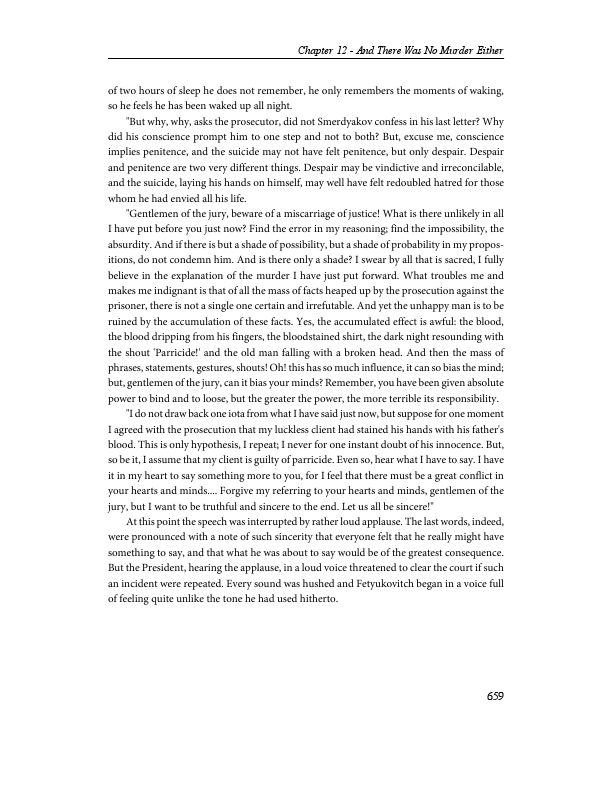 Chapter 12 - And There Was No Murder Either
of two hours of sleep he does not remember, he only remembers the moments of waking,
so he feels he has been waked up all night.
"But why, why, asks the prosecutor, did not Smerdyakov confess in his last letter? Why
did his conscience prompt him to one step and not to both? But, excuse me, conscience
implies penitence, and the suicide may not have felt penitence, but only despair. Despair
and penitence are two very different things. Despair may be vindictive and irreconcilable,
and the suicide, laying his hands on himself, may well have felt redoubled hatred for those
whom he had envied all his life.
"Gentlemen of the jury, beware of a miscarriage of justice! What is there unlikely in all
I have put before you just now? Find the error in my reasoning; find the impossibility, the
absurdity. And if there is but a shade of possibility, but a shade of probability in my propos-
itions, do not condemn him. And is there only a shade? I swear by all that is sacred, I fully
believe in the explanation of the murder I have just put forward. What troubles me and
makes me indignant is that of all the mass of facts heaped up by the prosecution against the
prisoner, there is not a single one certain and irrefutable. And yet the unhappy man is to be
ruined by the accumulation of these facts. Yes, the accumulated effect is awful: the blood,
the blood dripping from his fingers, the bloodstained shirt, the dark night resounding with
the shout 'Parricide!' and the old man falling with a broken head. And then the mass of
phrases, statements, gestures, shouts! Oh! this has so much influence, it can so bias the mind;
but, gentlemen of the jury, can it bias your minds? Remember, you have been given absolute
power to bind and to loose, but the greater the power, the more terrible its responsibility.
"I do not draw back one iota from what I have said just now, but suppose for one moment
I agreed with the prosecution that my luckless client had stained his hands with his father's
blood. This is only hypothesis, I repeat; I never for one instant doubt of his innocence. But,
so be it, I assume that my client is guilty of parricide. Even so, hear what I have to say. I have
it in my heart to say something more to you, for I feel that there must be a great conflict in
your hearts and minds.... Forgive my referring to your hearts and minds, gentlemen of the
jury, but I want to be truthful and sincere to the end. Let us all be sincere!"
At this point the speech was interrupted by rather loud applause. The last words, indeed,
were pronounced with a note of such sincerity that everyone felt that he really might have
something to say, and that what he was about to say would be of the greatest consequence.
But the President, hearing the applause, in a loud voice threatened to clear the court if such
an incident were repeated. Every sound was hushed and Fetyukovitch began in a voice full
of feeling quite unlike the tone he had used hitherto.
659